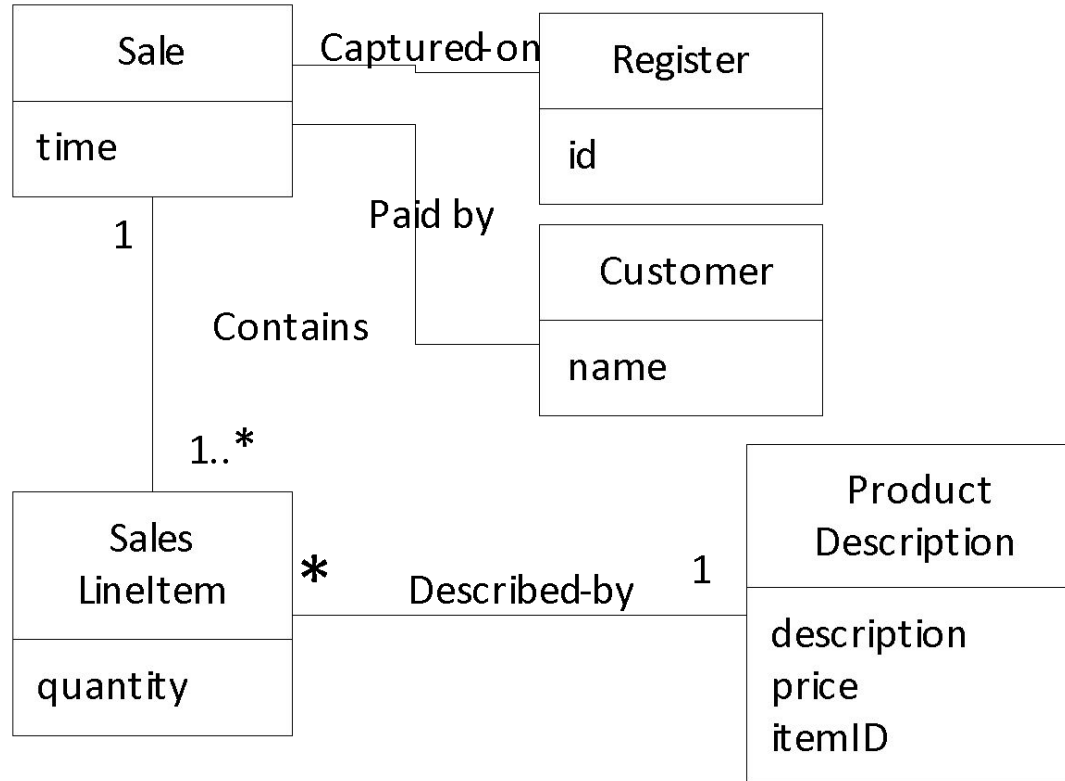 Sale
time
Captured-on
Register
id
Paid by
Customer
name
1
Contains
1..*
Sales
LineItem
quantity
*
Described-by
1
Product
Description
description
price
itemID